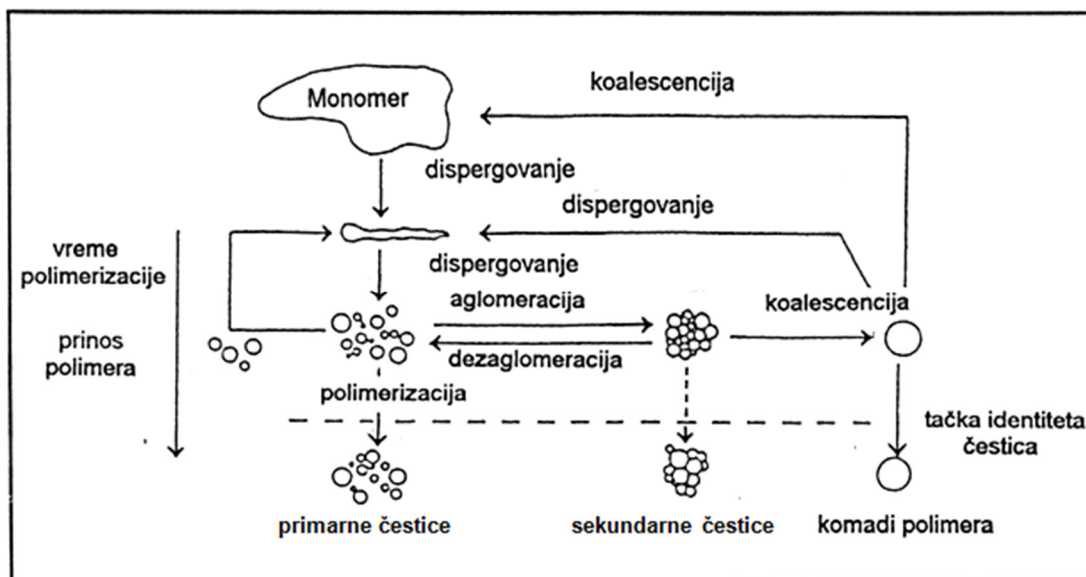 Monomer
koalescencija
dispergovanje
dispergovanje
vreme
polimerizacije
dispergovanje
aglomeracija
koalescencija
prinos
polimera
dezaglomeracija
polimerizacija
tačka identiteta
čestica
primarne čestice
sekundarne čestice
komadi polimera